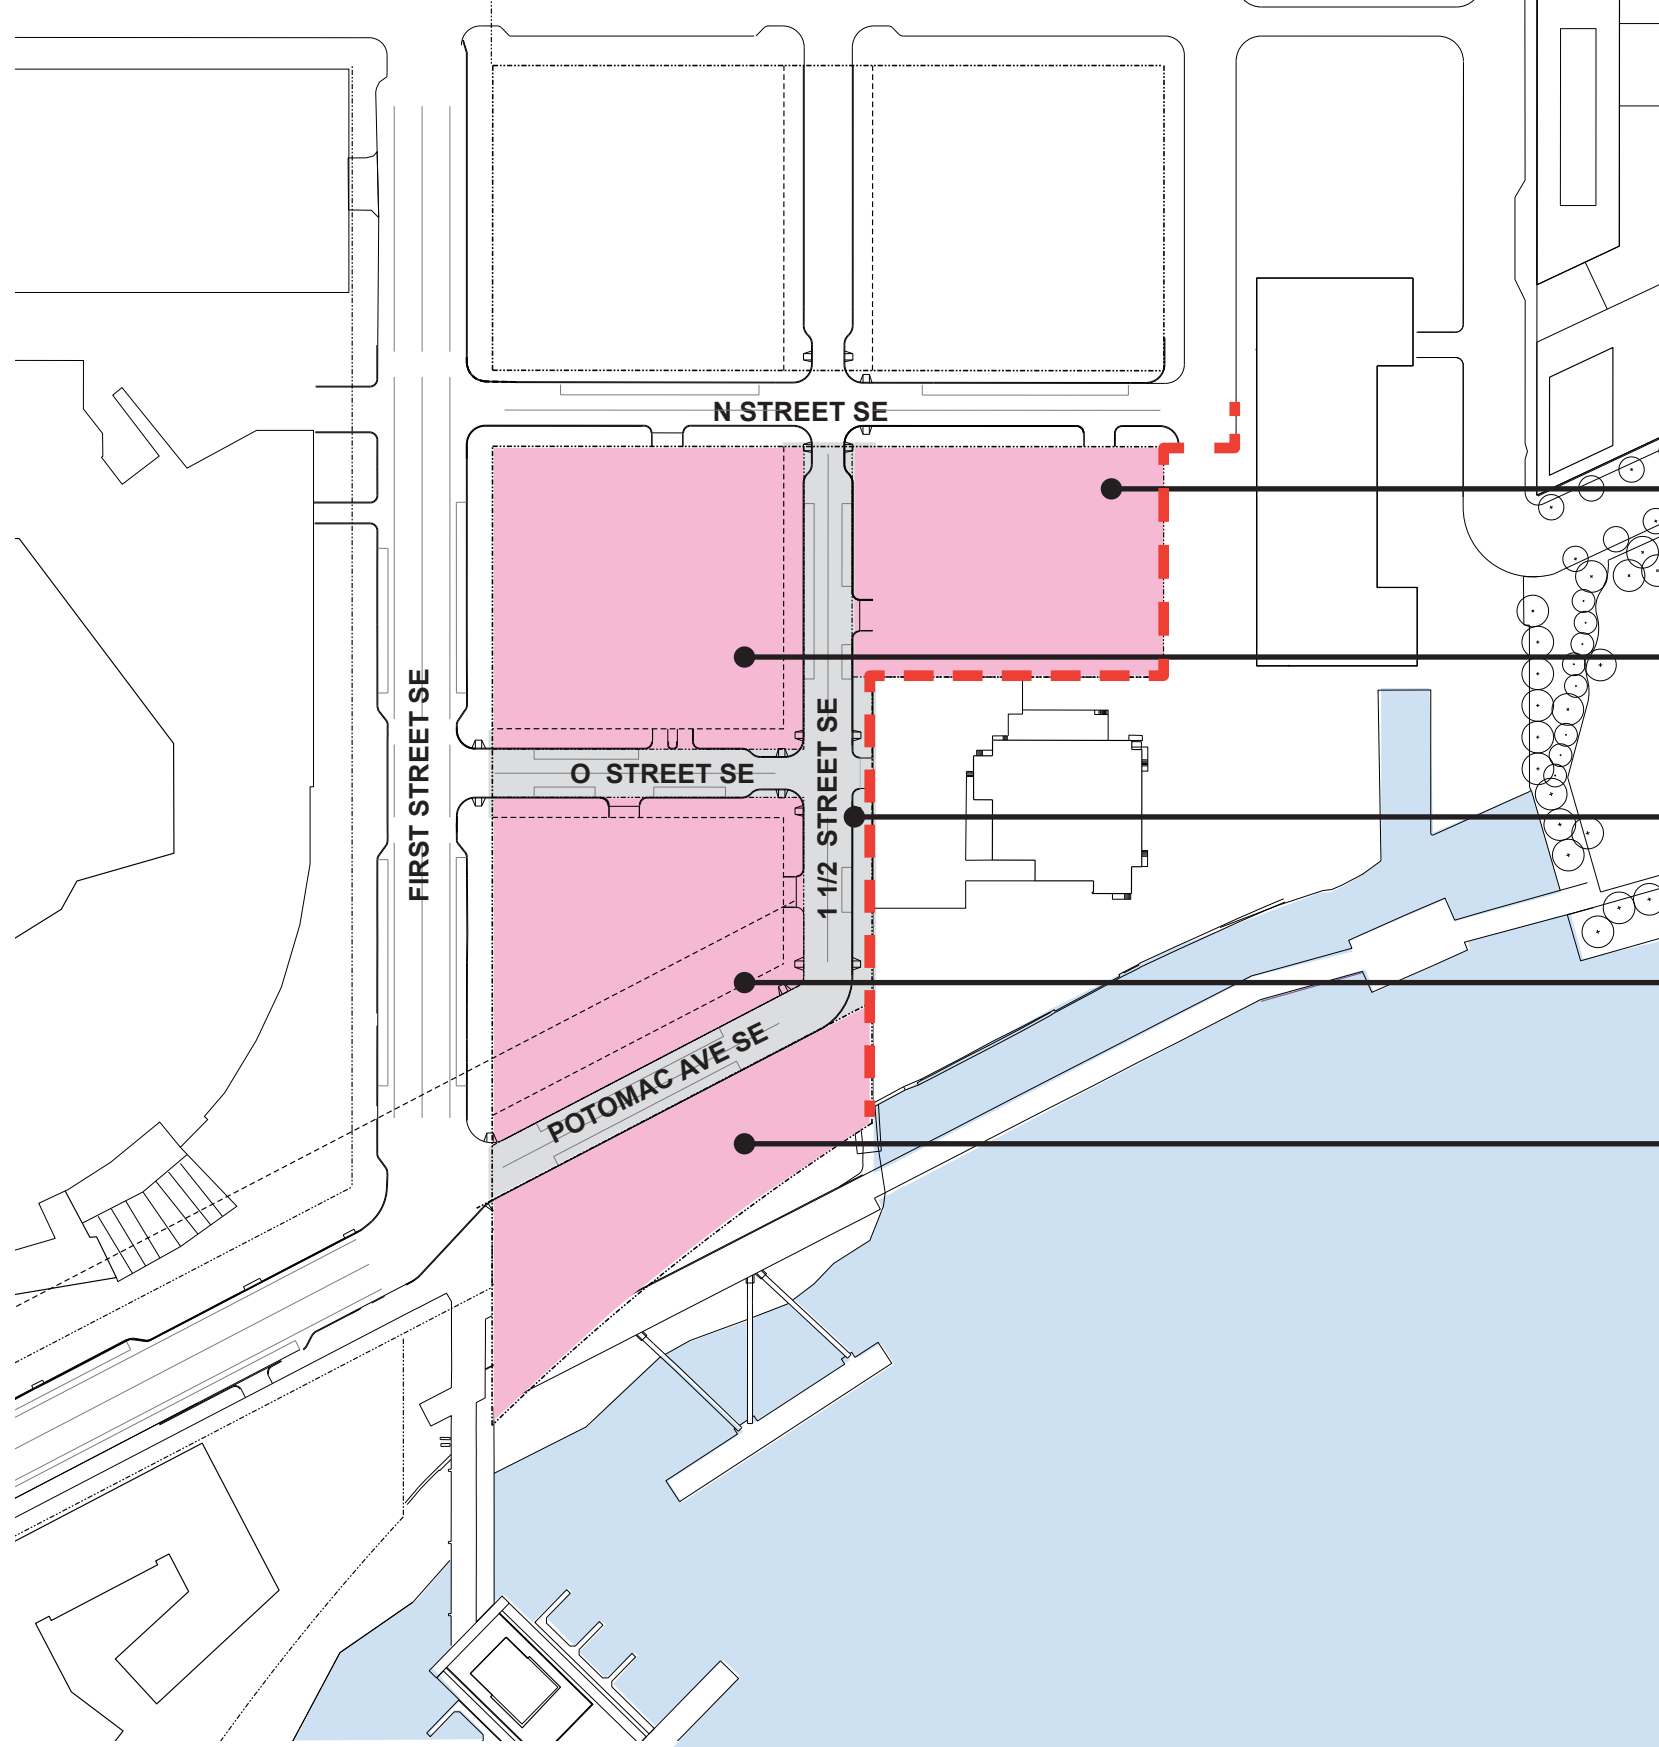 N STREET SE
FIRST STREET SE
1 1/2 STREET SE
O STREET SE
POTOMAC AVE SE